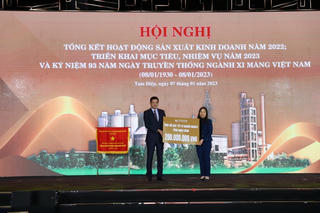 HỘI NGHỊ
TỔNG KẾT HOẠT ĐỘNG SẢN XUẤT KINH DOANH NĂM 2022;
TRIỂN KHAI MỤC TIÊU, NHIỆM VỤ NĂM 2023
VÀ KỶ NIỆM 93 NĂM NGÀY TRUYỀN THỐNG NGÀNH XI MĂNG VIỆT NAM
(08/01/1930 - 08/01/2023)
Tam Điệp, ngày 07 tháng 01 năm 2023
200.000.000 VNĐ